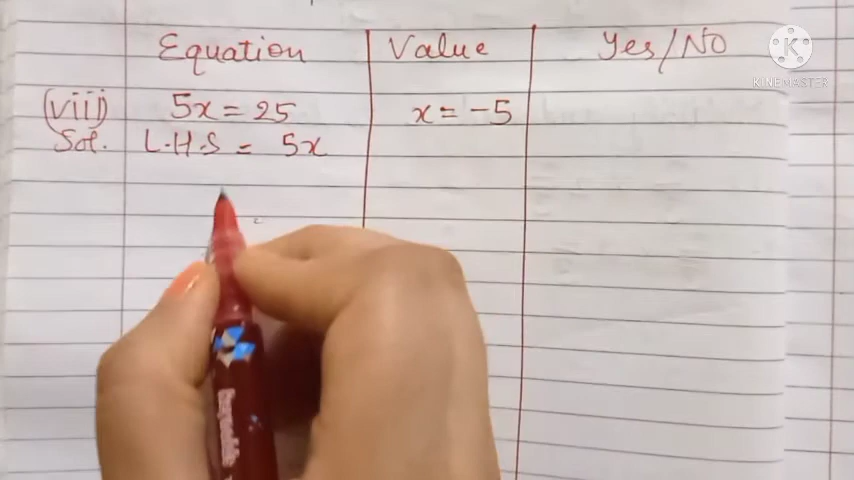 Equation Value Yes/No
KINEMASTER
(viii) 5x = 25 x = -5
Sol. L.H.S = 5x